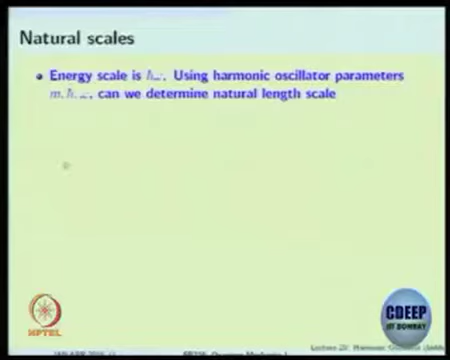 Natural scales
Energy scale is ħω. Using harmonic oscillator parameters
m, ħ, ω, can we determine natural length scale
NPTEL
CDEEP
IIT BOMBAY